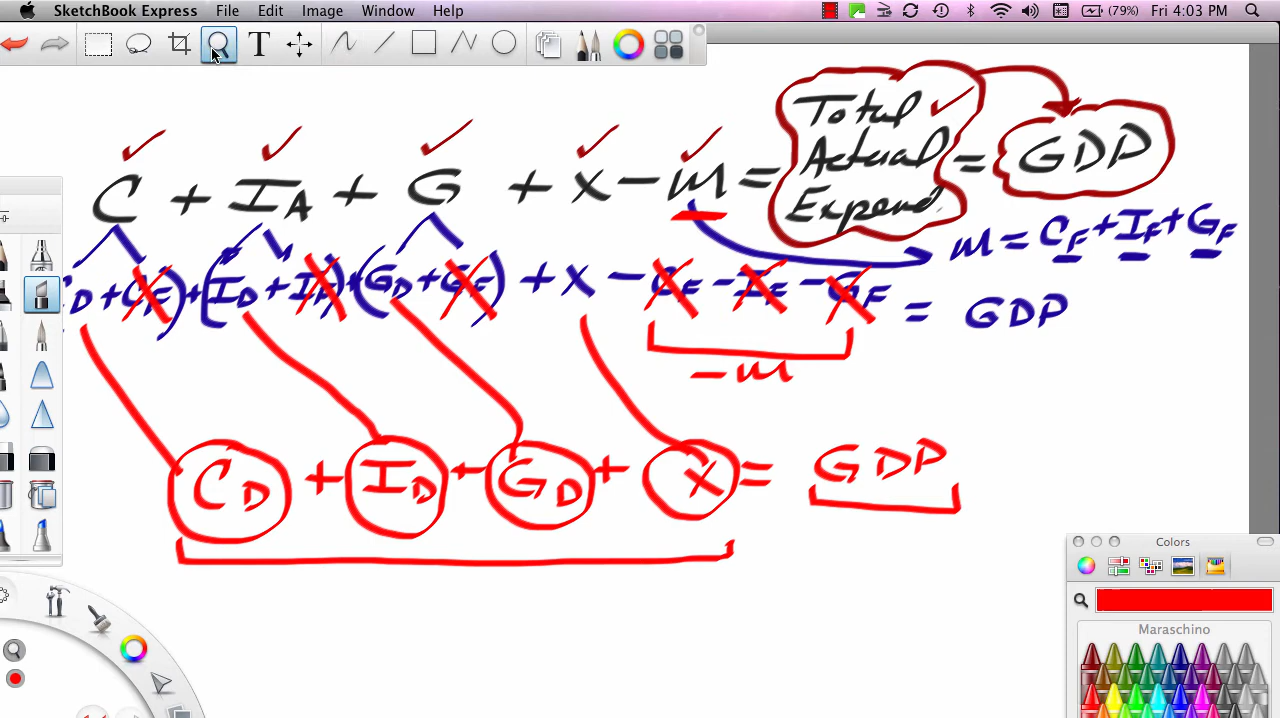 SketchBook Express File Edit Image Window Help (79%) Fri 4:03 PM
T
Total
Actual
Expend.
C + IA + G + X - M = = GDP
M = CF + IF + GF
CD + CF) + (ID + IF) + (GD + GF) + X - CF - IF - GF = GDP
- M
CD + ID + GD + X = GDP
Colors
Maraschino